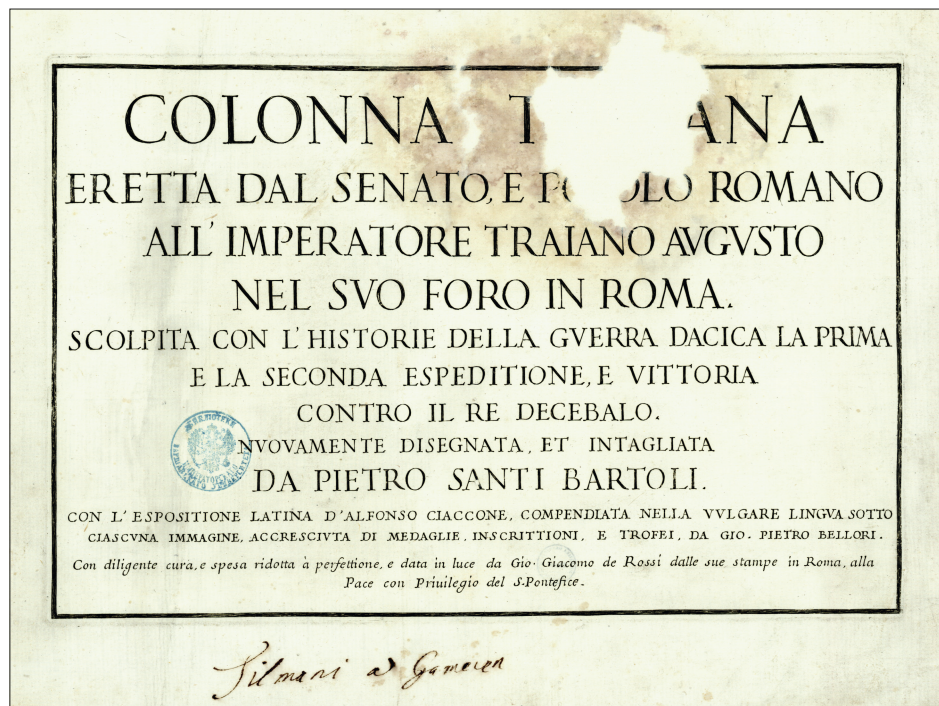 COLONNA
ERETTA DAL SENATO, E ROMANO
ALL' IMPERATORE TRAIANO AVGVSTO
NEL SVO FORO IN ROMA.
SCOLPITA CON L'HISTORIE DELLA GVERRA DACICA LA PRIMA
E LA SECONDA ESPEDITIONE, E VITTORIA
CONTRO IL RE DECEBALO.
NVOVAMENTE DISEGNATA, ET INTAGLIATA
DA PIETRO SANTI BARTOLI.
CON L'ESPOSITIONE LATINA D'ALFONSO CIACCONE, COMPENDIATA NELLA VVLGARE LINGVA SOTTO
CIASCVNA IMMAGINE, ACCRESCIVTA DI MEDAGLIE, INSCRITTIONI, E TROFEI, DA GIO. PIETRO BELLORI.
Con diligente cura, e spesa ridotta à perfettione, e data in luce da Gio. Giacomo de Rossi dalle sue stampe in Roma, alla
Pace con Priuilegio del S. Pontefice.